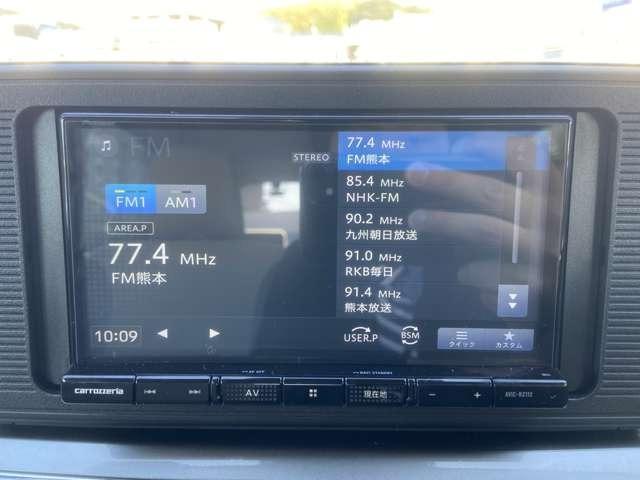 FM
STEREO
FM1 AM1
AREA.P
77.4 MHz
FM熊本
77.4 MHz
FM熊本
85.4 MHz
NHK-FM
90.2 MHz
九州朝日放送
91.0 MHz
RKB毎日
91.4 MHz
熊本放送
10:09
USER.P
BSM
クイック
カスタム
carrozzeria
AV
現在地
AVIC-RZ112